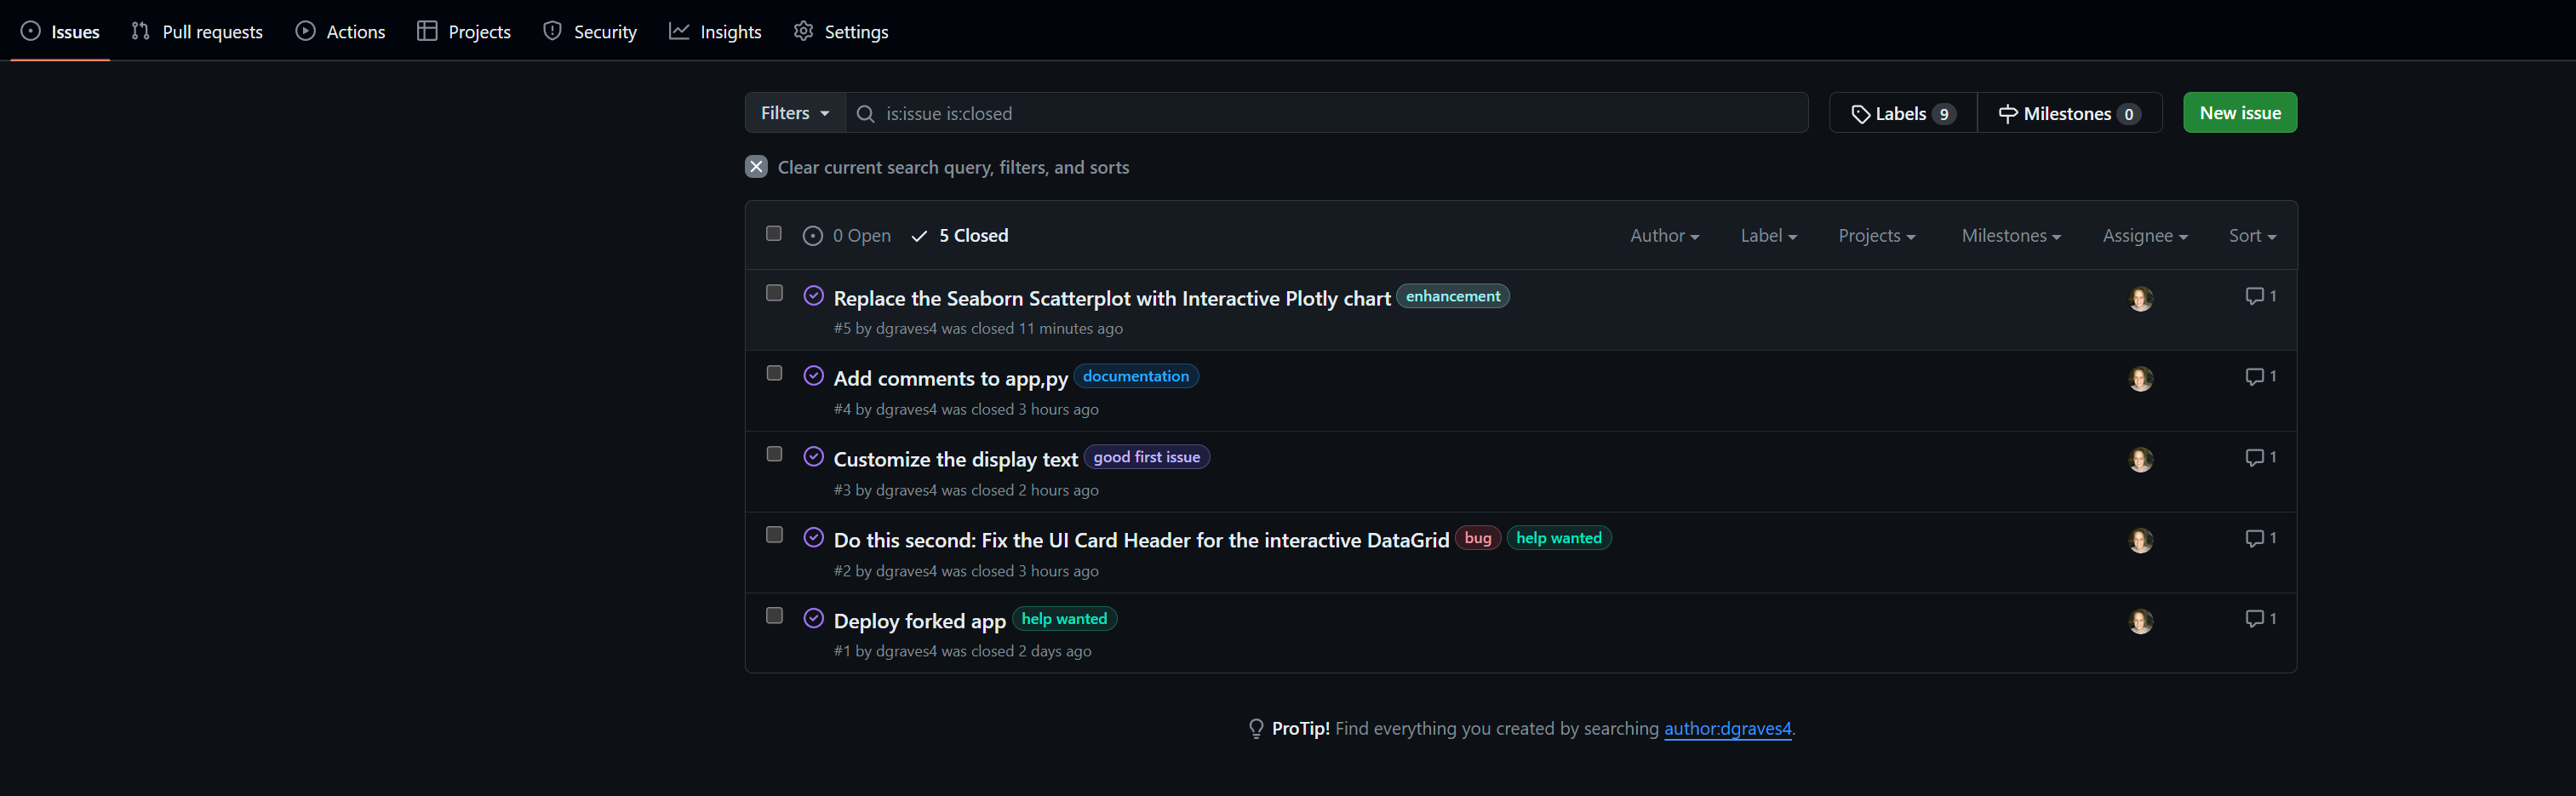 Issues Pull requests Actions Projects Security Insights Settings
Filters is:issue is:closed Labels 9 Milestones 0 New issue
Clear current search query, filters, and sorts
0 Open 5 Closed Author Label Projects Milestones Assignee Sort
Replace the Seaborn Scatterplot with Interactive Plotly chart enhancement 1
#5 by dgraves4 was closed 11 minutes ago
Add comments to app,py documentation 1
#4 by dgraves4 was closed 3 hours ago
Customize the display text good first issue 1
#3 by dgraves4 was closed 2 hours ago
Do this second: Fix the UI Card Header for the interactive DataGrid bug help wanted 1
#2 by dgraves4 was closed 3 hours ago
Deploy forked app help wanted 1
#1 by dgraves4 was closed 2 days ago
ProTip! Find everything you created by searching author:dgraves4.